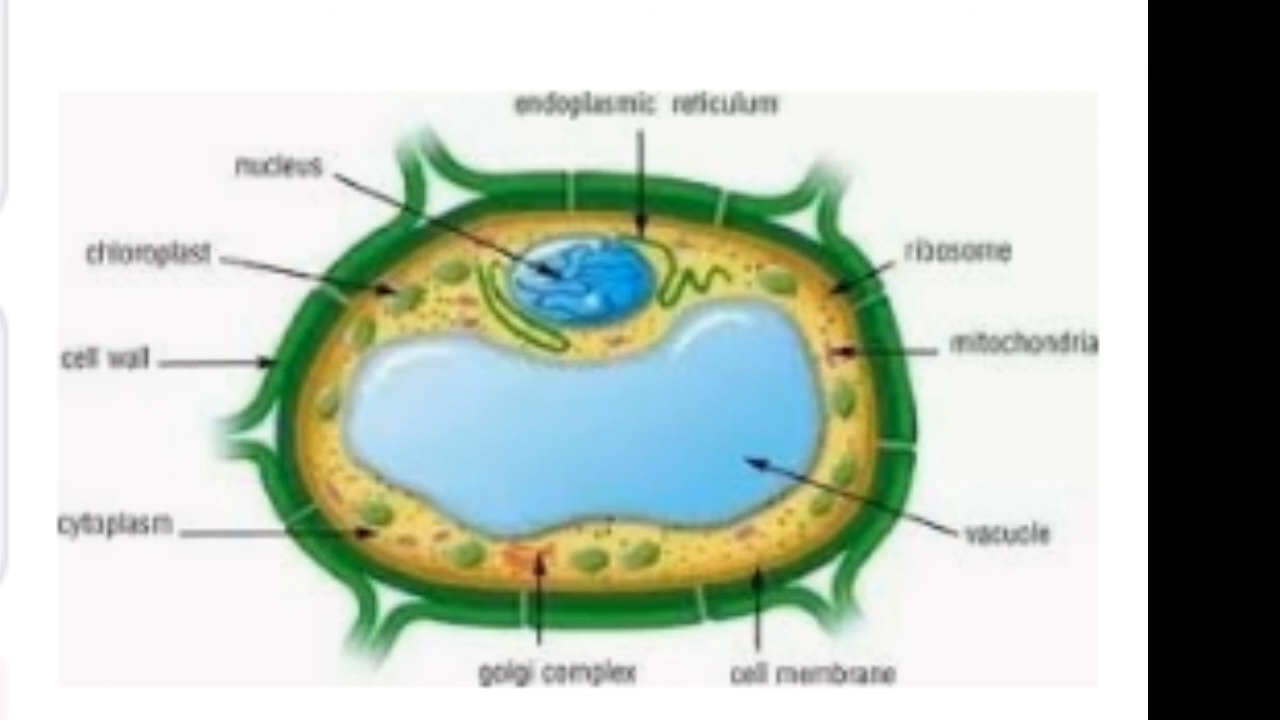 endoplasmic reticulum
nucleus
chloroplast
ribosome
mitochondria
cell wall
cytoplasm
vacuole
golgi complex
cell membrane